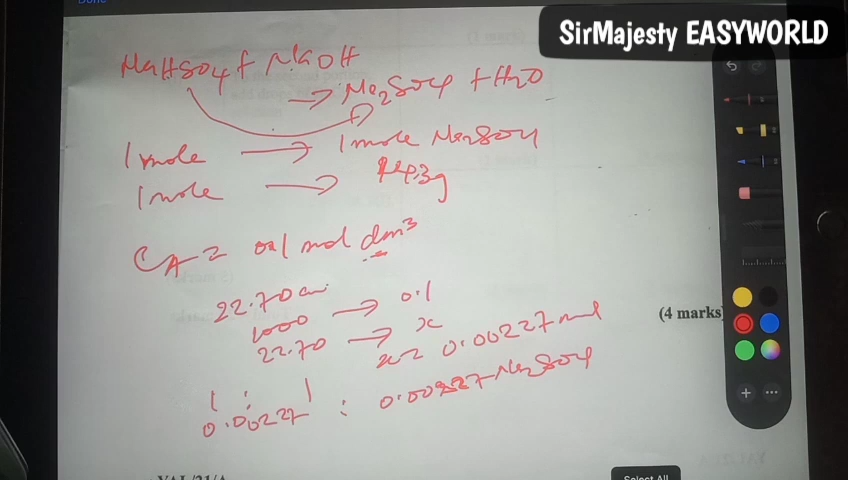 SirMajesty EASYWORLD
NaHSO4 + NaOH
→ Na2SO4 + H2O
1 mole → 1 mole Na2SO4
1 mole →
CA = 0.1 mol dm³
22.70 cm
1000 → 0.1
22.70 → x
x = 0.00227 mol
1 : 1
0.00227 : 0.00227 Na2SO4
(4 marks)
Select All